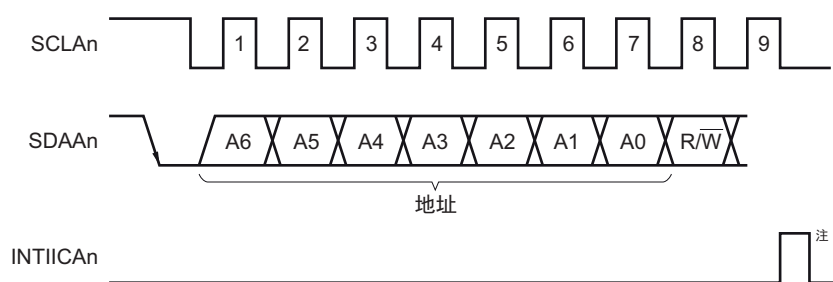 SCLAn 1 2 3 4 5 6 7 8 9
SDAAn A6 A5 A4 A3 A2 A1 A0 R/W̅
地址
INTIICAn 注